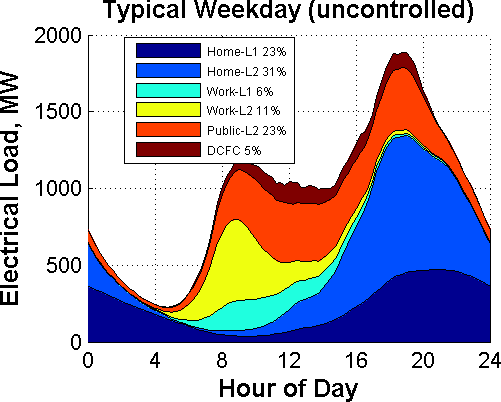 Typical Weekday (uncontrolled)
2000
1500
1000
500
0
Electrical Load, MW
Home-L1 23%
Home-L2 31%
Work-L1 6%
Work-L2 11%
Public-L2 23%
DCFC 5%
0 4 8 12 16 20 24
Hour of Day